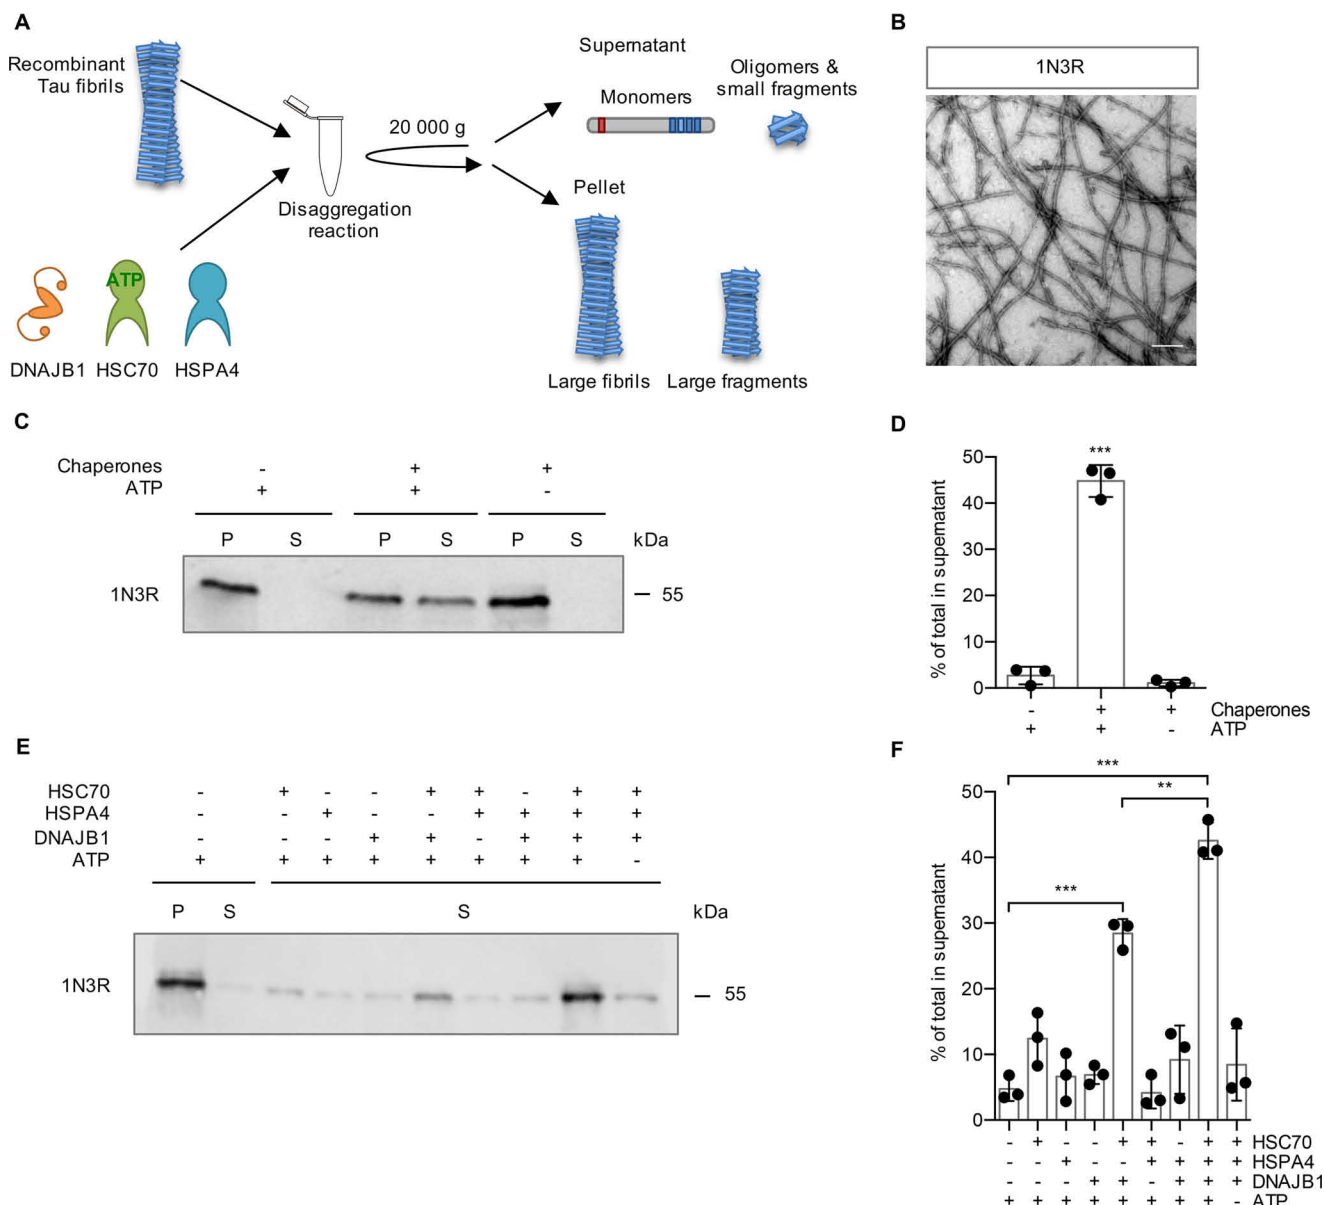 A
Recombinant
Tau fibrils
20 000 g
Disaggregation
reaction
Supernatant
Monomers
Oligomers &
small fragments
Pellet
Large fibrils
Large fragments
ATP
DNAJB1
HSC70
HSPA4
B
1N3R
C
Chaperones - + +
ATP + + -
P S P S P S kDa
1N3R
— 55
D
***
% of total in supernatant
50
40
30
20
10
0
- + + Chaperones
+ + - ATP
E
HSC70 - + - - + + - + +
HSPA4 - - + - - + + + +
DNAJB1 - - - + + - + + +
ATP + + + + + + + + -
P S S kDa
1N3R
— 55
F
***
**
***
% of total in supernatant
50
40
30
20
10
0
- + - - + + - + + HSC70
- - + - - + + + + HSPA4
- - - + + - + + + DNAJB1
+ + + + + + + + - ATP